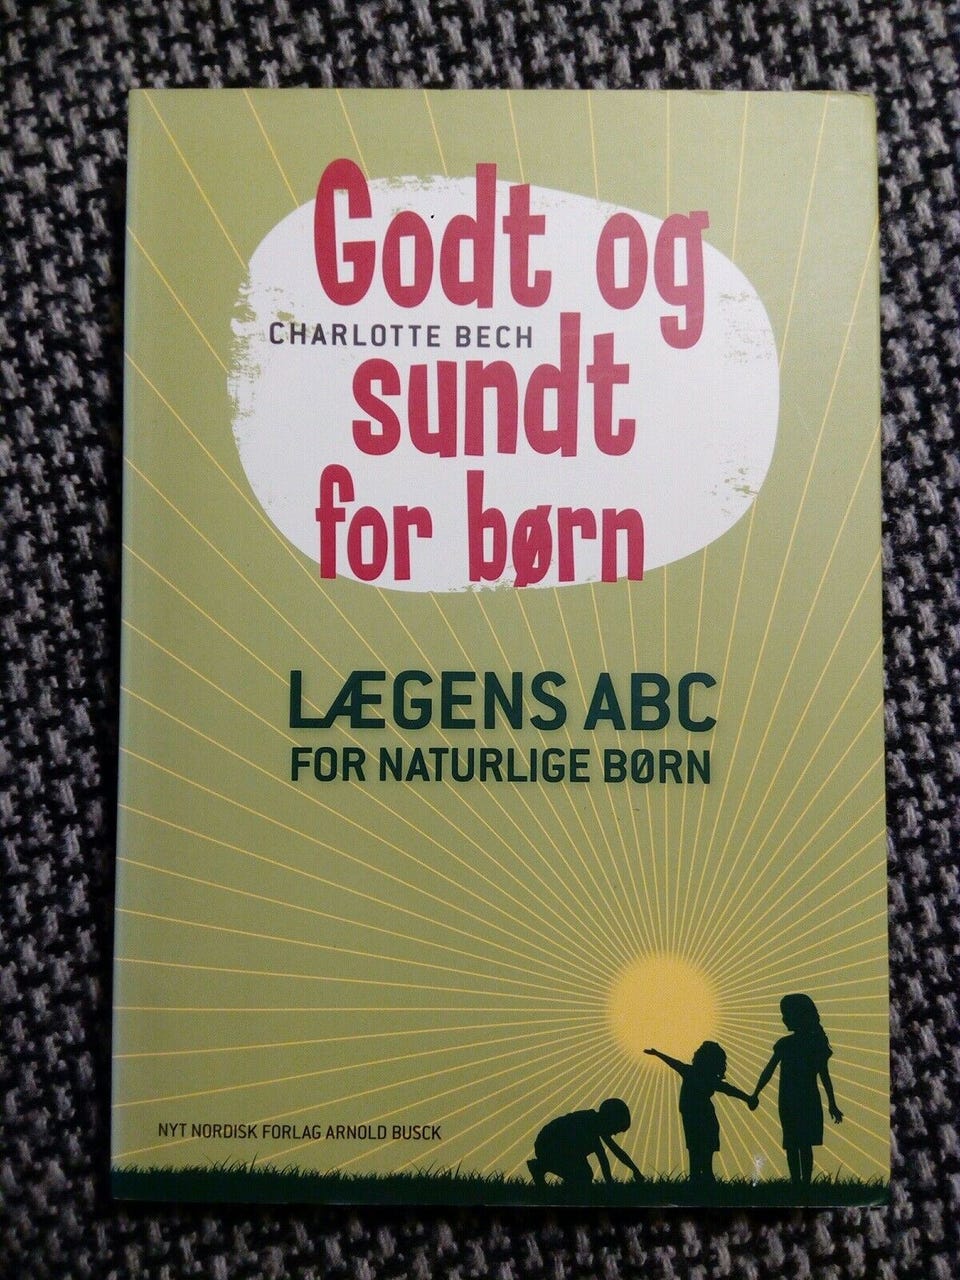 Godt og
CHARLOTTE BECH
sundt
for børn
LÆGENS ABC
FOR NATURLIGE BØRN
NYT NORDISK FORLAG ARNOLD BUSCK